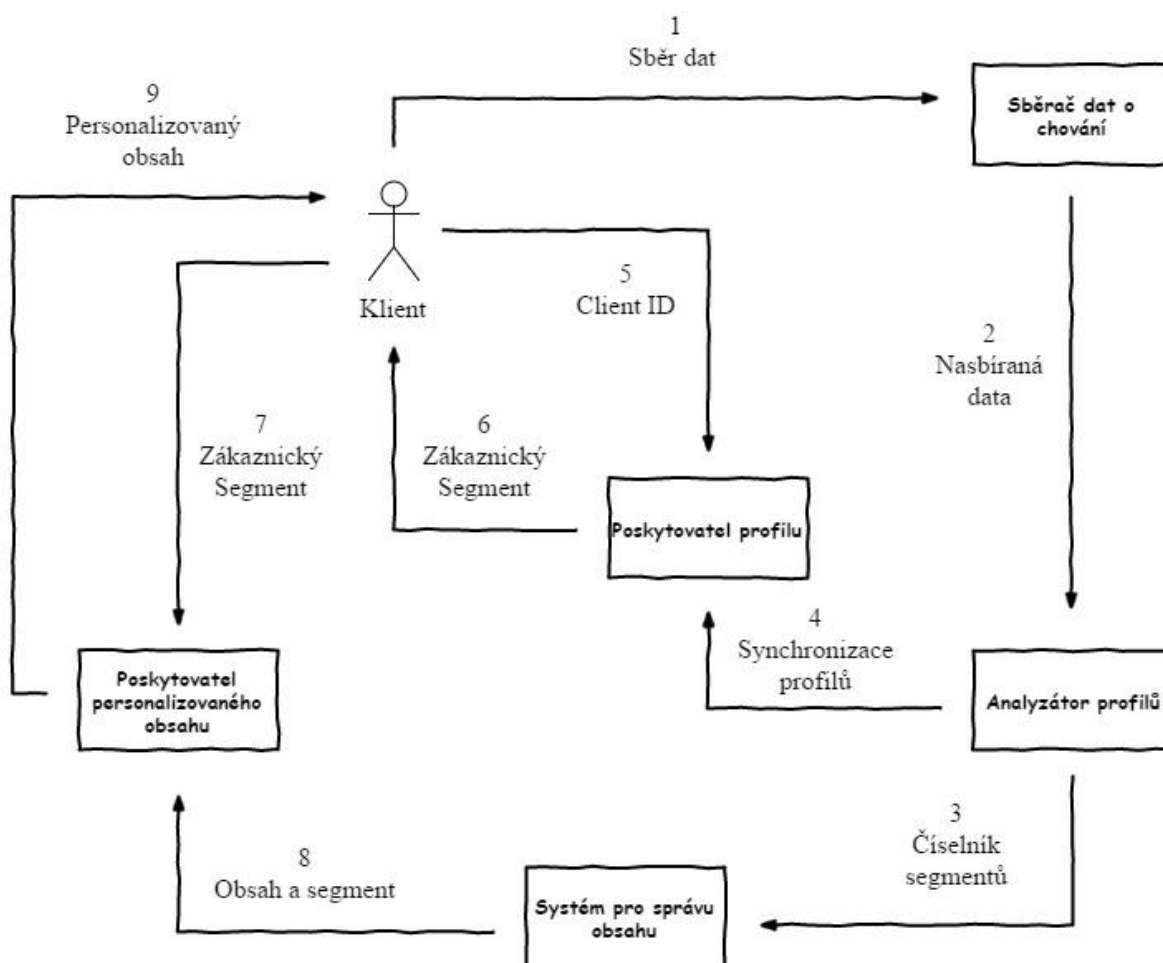 1
Sběr dat
Sběrač dat o
chování
9
Personalizovaný
obsah
Klient
5
Client ID
2
Nasbíraná
data
7
Zákaznický
Segment
6
Zákaznický
Segment
Poskytovatel profilu
4
Synchronizace
profilů
Poskytovatel
personalizovaného
obsahu
Analyzátor profilů
3
Číselník
segmentů
8
Obsah a segment
Systém pro správu
obsahu